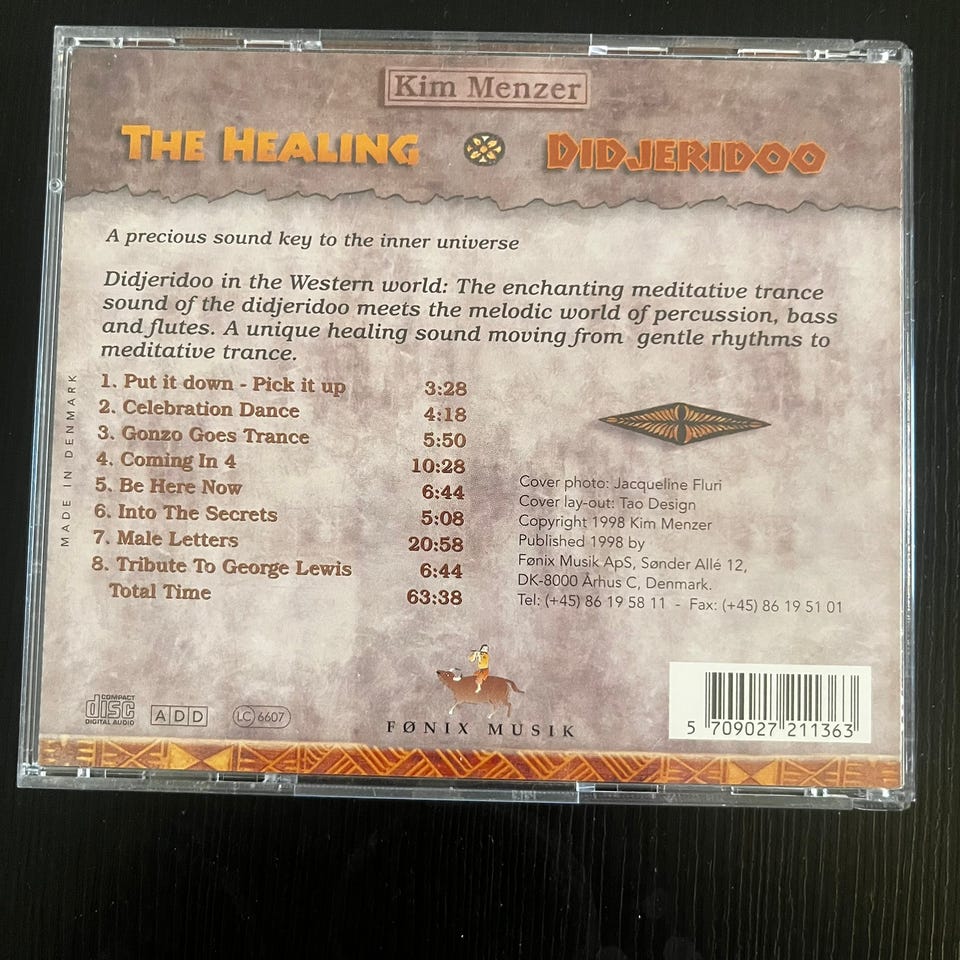 Kim Menzer
THE HEALING DIDJERIDOO
A precious sound key to the inner universe
Didjeridoo in the Western world: The enchanting meditative trance
sound of the didjeridoo meets the melodic world of percussion, bass
and flutes. A unique healing sound moving from gentle rhythms to
meditative trance.
1. Put it down - Pick it up 3:28
2. Celebration Dance 4:18
3. Gonzo Goes Trance 5:50
4. Coming In 4 10:28
5. Be Here Now 6:44
6. Into The Secrets 5:08
7. Male Letters 20:58
8. Tribute To George Lewis 6:44
Total Time 63:38
MADE IN DENMARK
Cover photo: Jacqueline Fluri
Cover lay-out: Tao Design
Copyright 1998 Kim Menzer
Published 1998 by
Fønix Musik ApS, Sønder Allé 12,
DK-8000 Århus C, Denmark.
Tel: (+45) 86 19 58 11 - Fax: (+45) 86 19 51 01
COMPACT
disc
DIGITAL AUDIO
ADD
LC 6607
FØNIX MUSIK
5 709027 211363